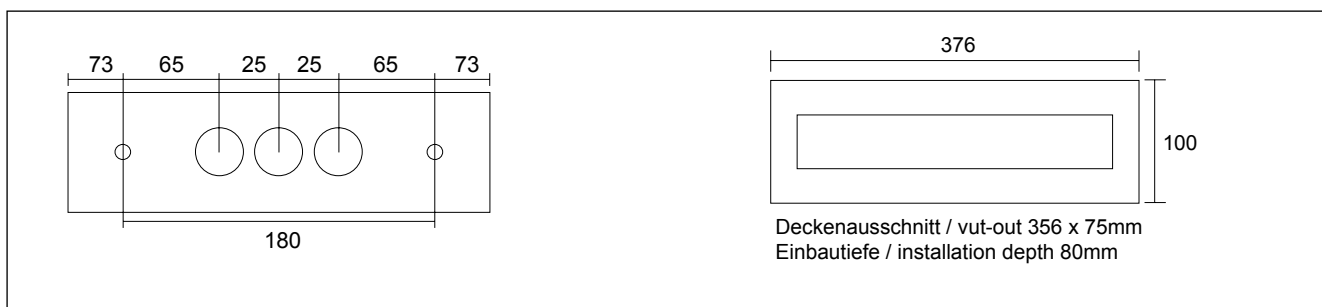 73 65 25 25 65 73
180
376
100
Deckenausschnitt / vut-out 356 x 75mm
Einbautiefe / installation depth 80mm